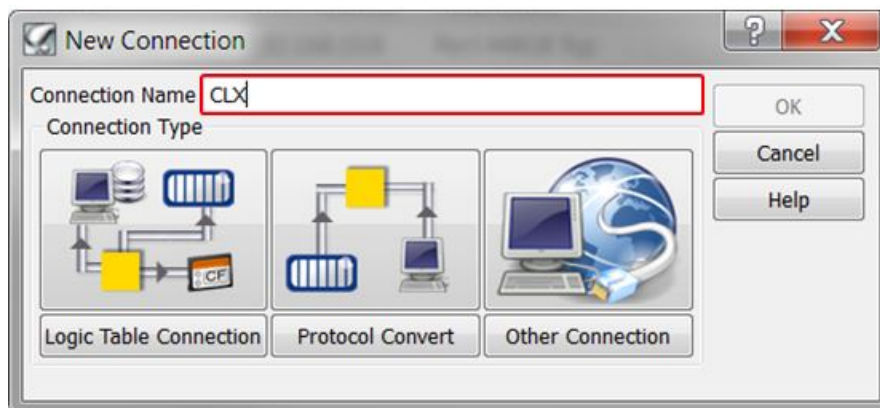 New Connection
Connection Name CLX
OK
Connection Type
Cancel
Help
CF
Logic Table Connection
Protocol Convert
Other Connection